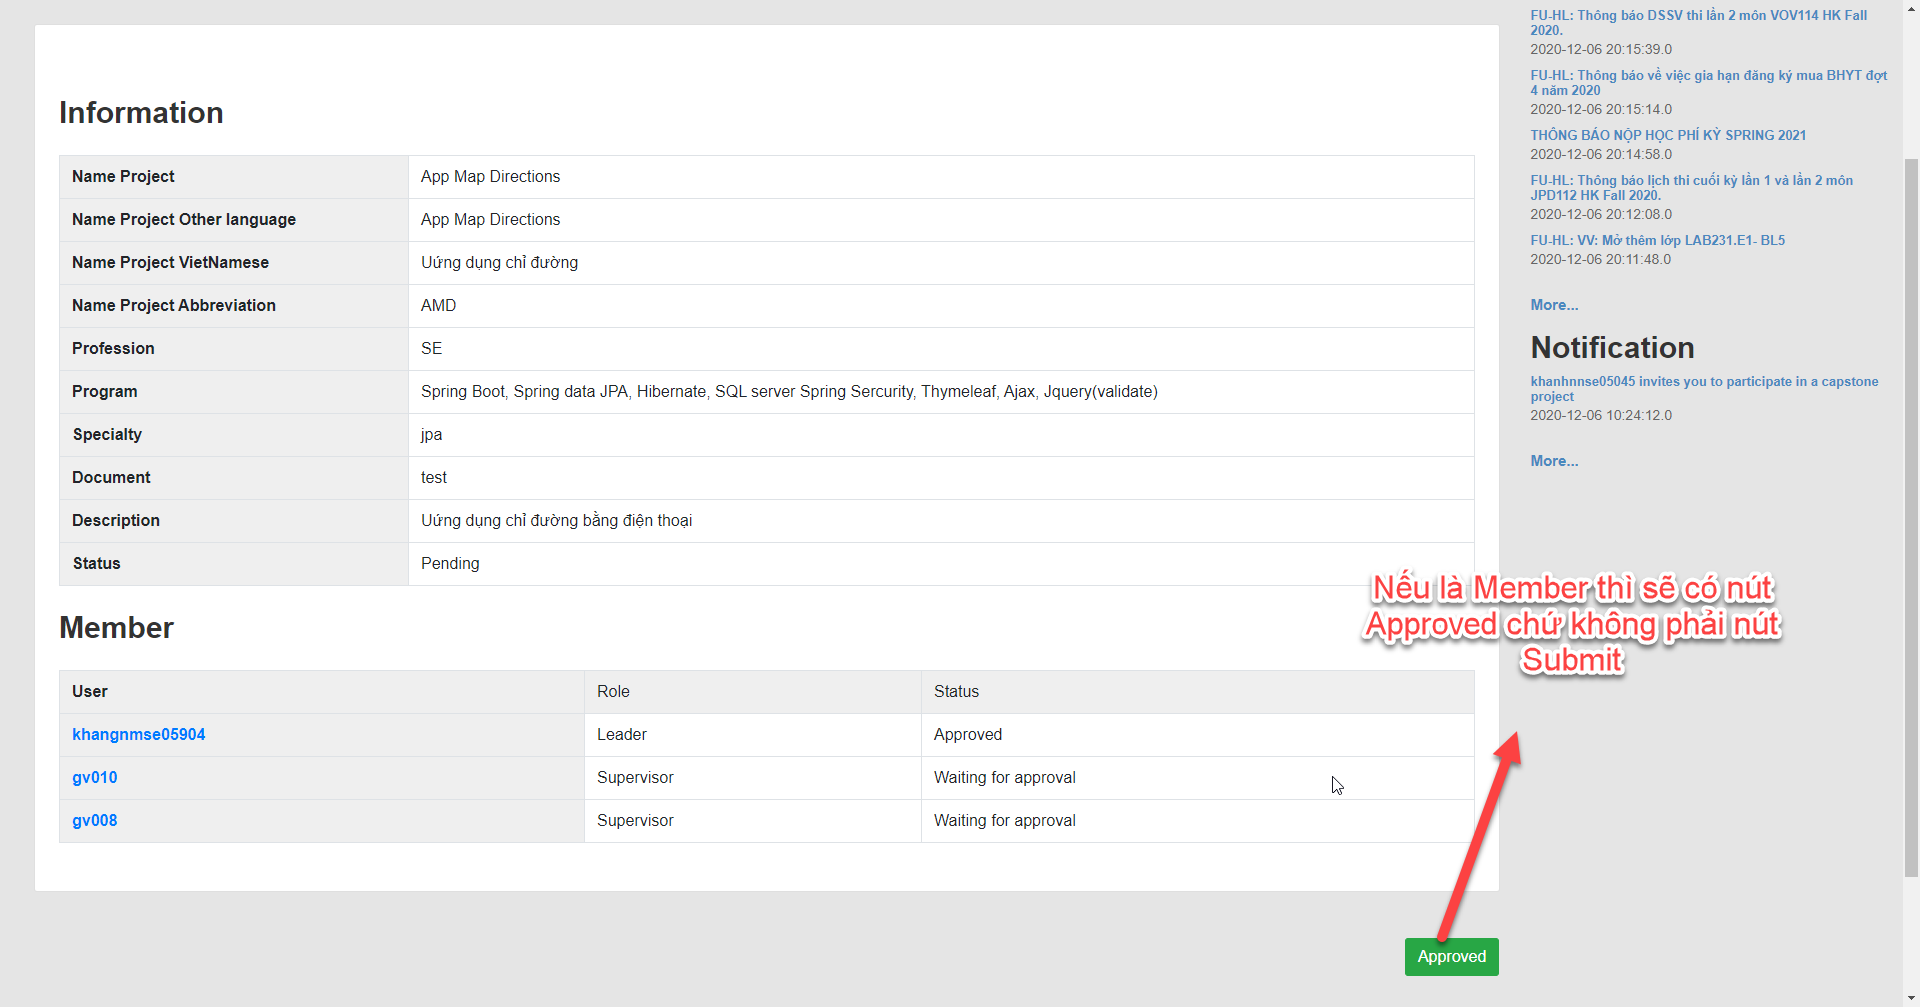 Information
Name Project App Map Directions
Name Project Other language App Map Directions
Name Project VietNamese Uứng dụng chỉ đường
Name Project Abbreviation AMD
Profession SE
Program Spring Boot, Spring data JPA, Hibernate, SQL server Spring Sercurity, Thymeleaf, Ajax, Jquery(validate)
Specialty jpa
Document test
Description Uứng dụng chỉ đường bằng điện thoại
Status Pending
Member
User Role Status
khangnmse05904 Leader Approved
gv010 Supervisor Waiting for approval
gv008 Supervisor Waiting for approval
Approved
Nếu là Member thì sẽ có nút
Approved chứ không phải nút
Submit
FU-HL: Thông báo DSSV thi lần 2 môn VOV114 HK Fall
2020.
2020-12-06 20:15:39.0
FU-HL: Thông báo về việc gia hạn đăng ký mua BHYT đợt
4 năm 2020
2020-12-06 20:15:14.0
THÔNG BÁO NỘP HỌC PHÍ KỲ SPRING 2021
2020-12-06 20:14:58.0
FU-HL: Thông báo lịch thi cuối kỳ lần 1 và lần 2 môn
JPD112 HK Fall 2020.
2020-12-06 20:12:08.0
FU-HL: VV: Mở thêm lớp LAB231.E1- BL5
2020-12-06 20:11:48.0
More...
Notification
khanhnnse05045 invites you to participate in a capstone
project
2020-12-06 10:24:12.0
More...